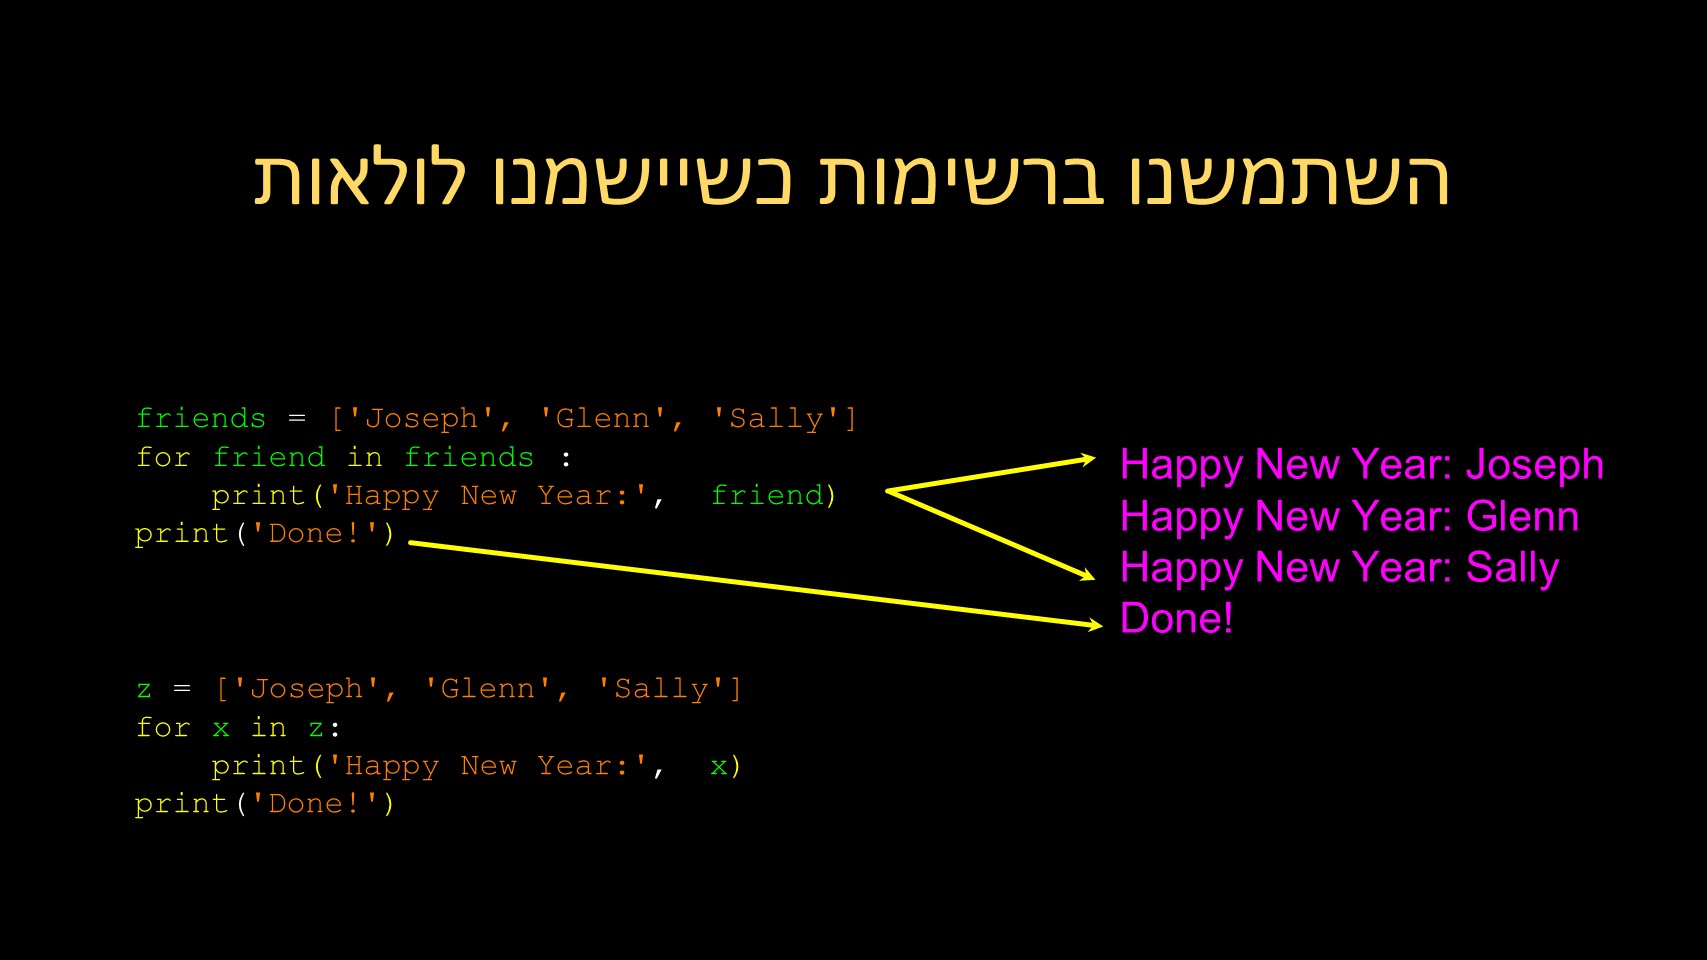 השתמשנו ברשימות כשיישמנו לולאות
friends = ['Joseph', 'Glenn', 'Sally']
for friend in friends :
    print('Happy New Year:',  friend)
print('Done!')
Happy New Year: Joseph
Happy New Year: Glenn
Happy New Year: Sally
Done!
z = ['Joseph', 'Glenn', 'Sally']
for x in z:
    print('Happy New Year:',  x)
print('Done!')